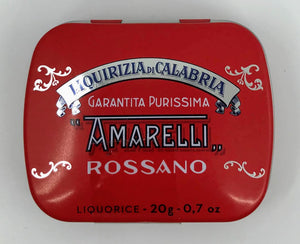 LIQUIRIZIA DI CALABRIA
GARANTITA PURISSIMA
"AMARELLI„
ROSSANO
LIQUORICE - 20g - 0,7 oz